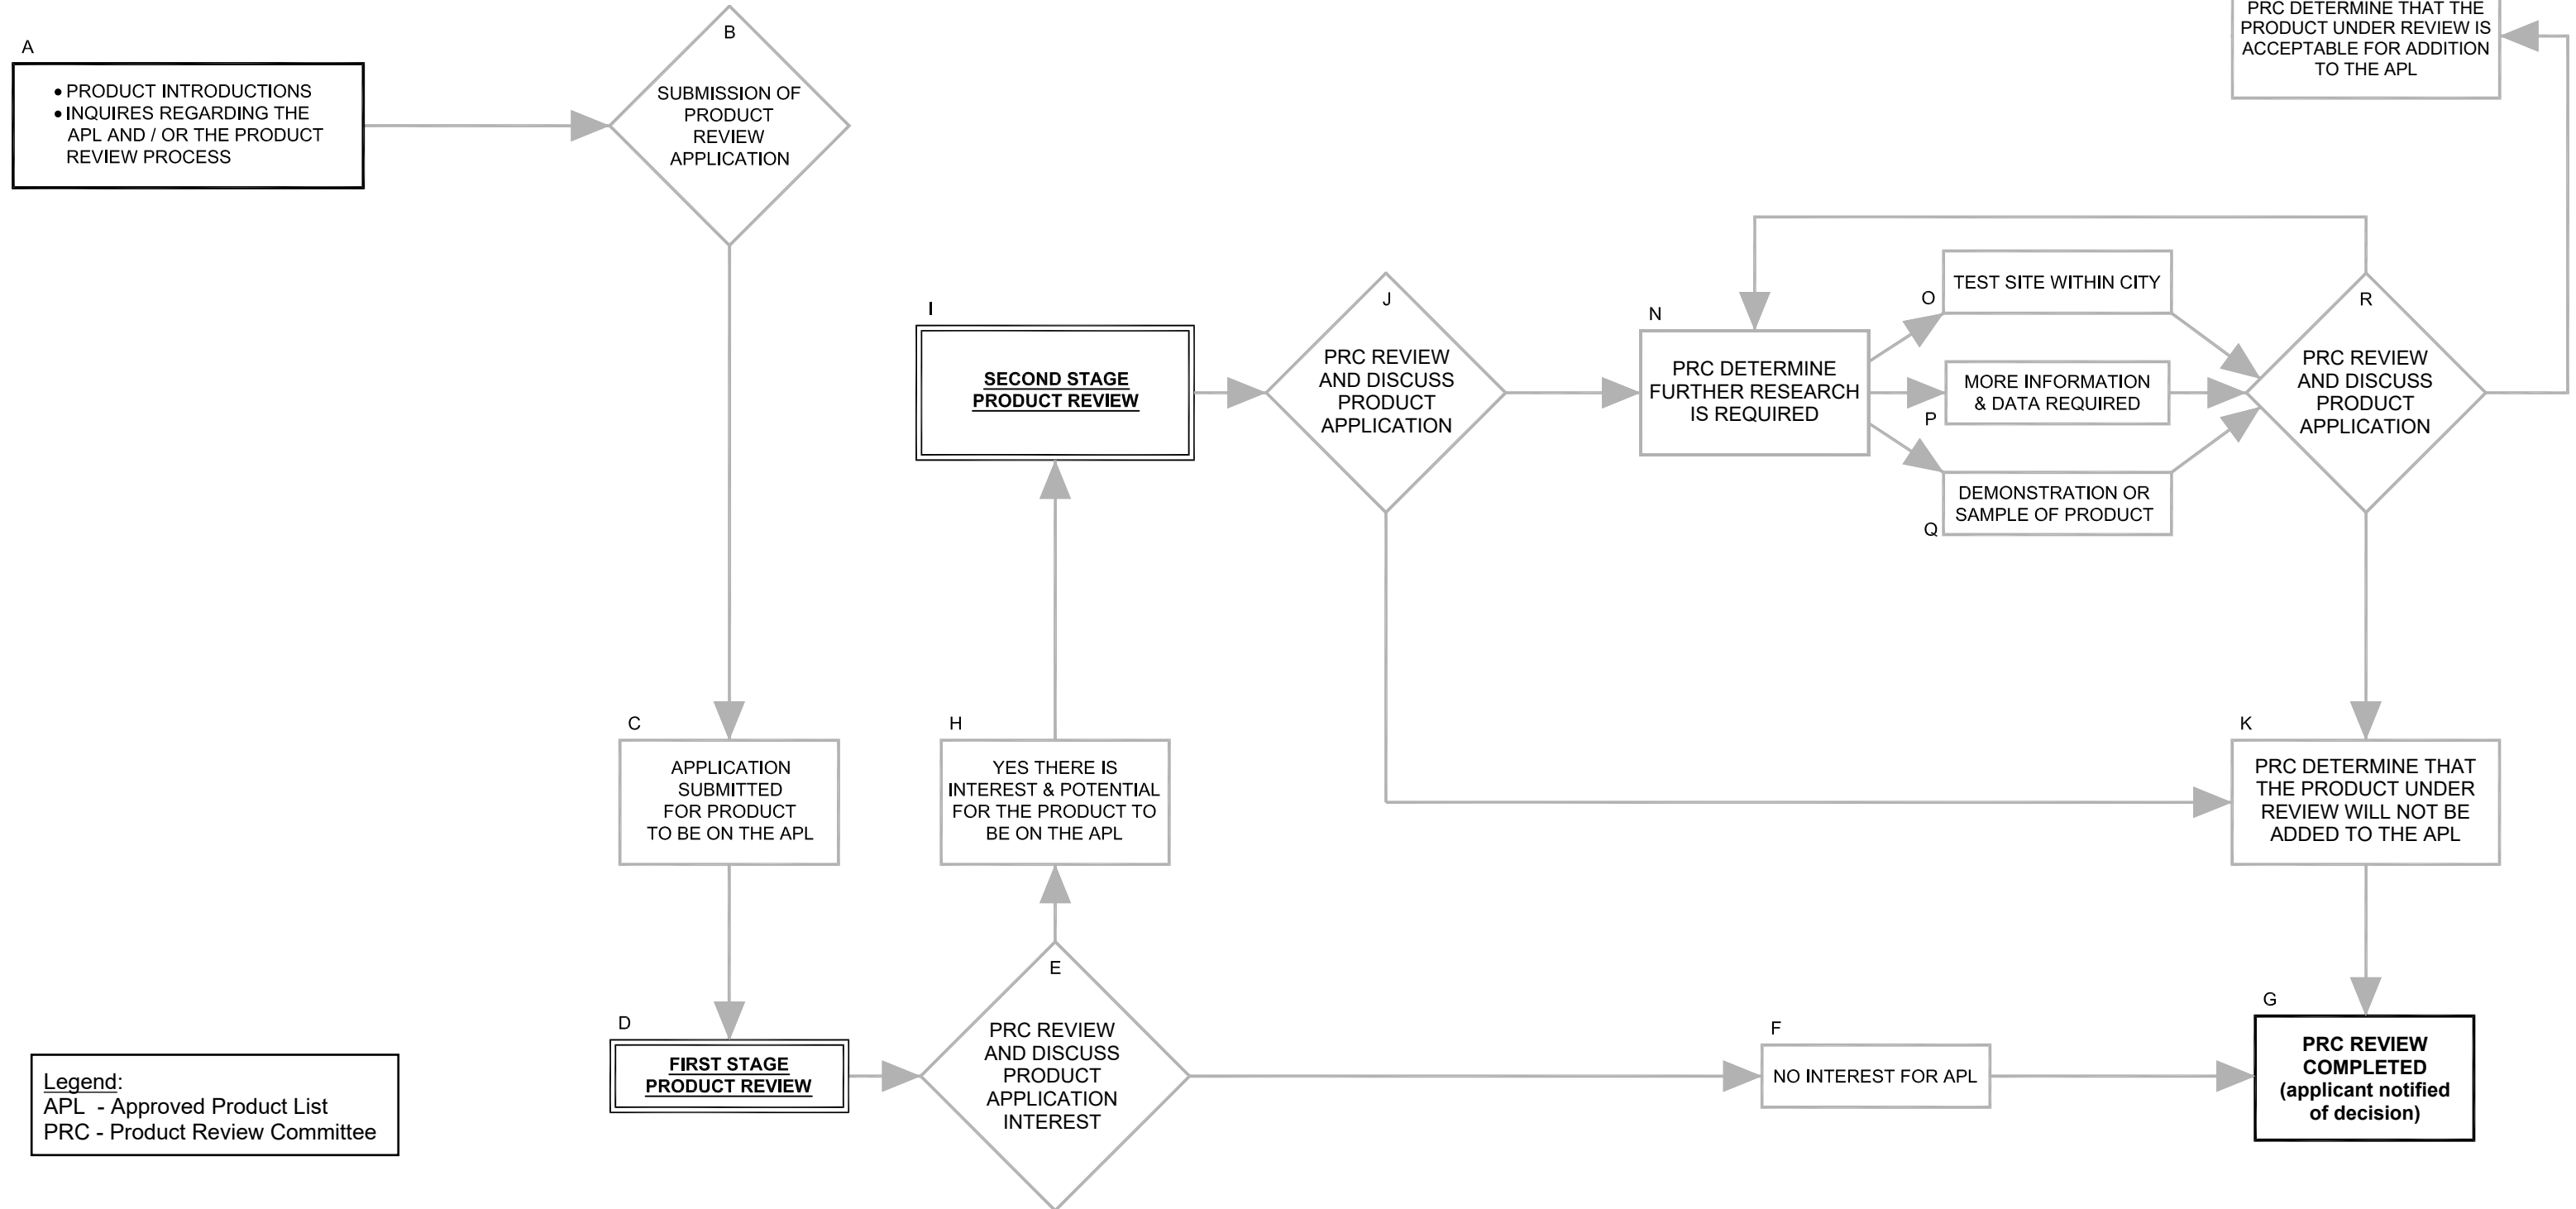 A
• PRODUCT INTRODUCTIONS
• INQUIRES REGARDING THE
APL AND / OR THE PRODUCT
REVIEW PROCESS
B
SUBMISSION OF
PRODUCT
REVIEW
APPLICATION
PRC DETERMINE THAT THE
PRODUCT UNDER REVIEW IS
ACCEPTABLE FOR ADDITION
TO THE APL
I
SECOND STAGE
PRODUCT REVIEW
J
PRC REVIEW
AND DISCUSS
PRODUCT
APPLICATION
N
PRC DETERMINE
FURTHER RESEARCH
IS REQUIRED
O
TEST SITE WITHIN CITY
P
MORE INFORMATION
& DATA REQUIRED
Q
DEMONSTRATION OR
SAMPLE OF PRODUCT
R
PRC REVIEW
AND DISCUSS
PRODUCT
APPLICATION
C
APPLICATION
SUBMITTED
FOR PRODUCT
TO BE ON THE APL
H
YES THERE IS
INTEREST & POTENTIAL
FOR THE PRODUCT TO
BE ON THE APL
K
PRC DETERMINE THAT
THE PRODUCT UNDER
REVIEW WILL NOT BE
ADDED TO THE APL
D
FIRST STAGE
PRODUCT REVIEW
E
PRC REVIEW
AND DISCUSS
PRODUCT
APPLICATION
INTEREST
F
NO INTEREST FOR APL
G
PRC REVIEW
COMPLETED
(applicant notified
of decision)
Legend:
APL - Approved Product List
PRC - Product Review Committee